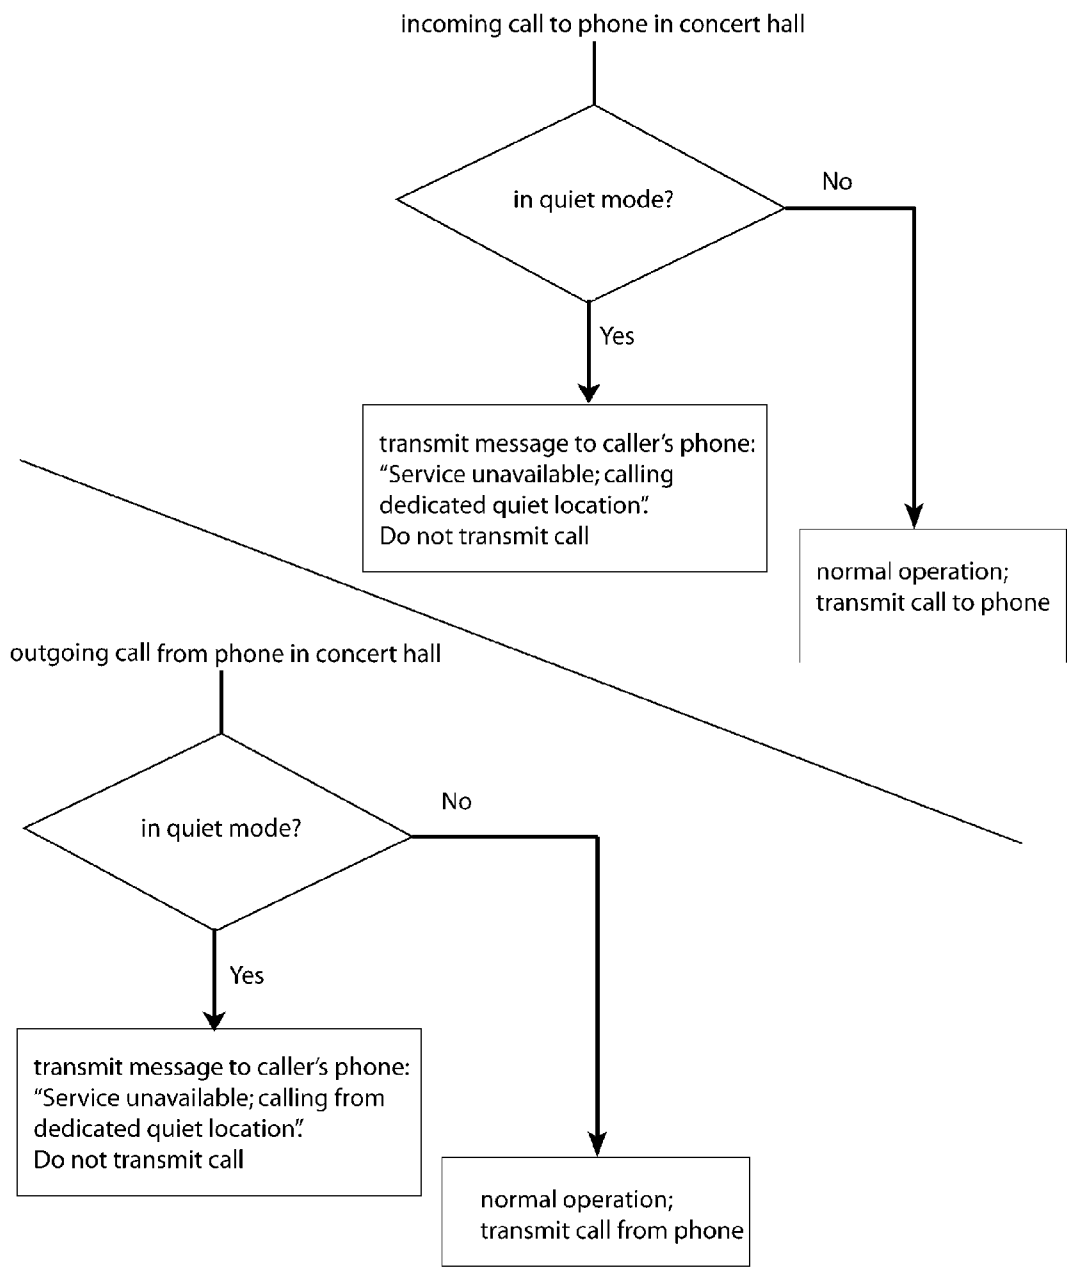 incoming call to phone in concert hall
in quiet mode?
No
Yes
transmit message to caller's phone:
“Service unavailable; calling
dedicated quiet location”.
Do not transmit call
normal operation;
transmit call to phone
outgoing call from phone in concert hall
in quiet mode?
No
Yes
transmit message to caller's phone:
“Service unavailable; calling from
dedicated quiet location”.
Do not transmit call
normal operation;
transmit call from phone